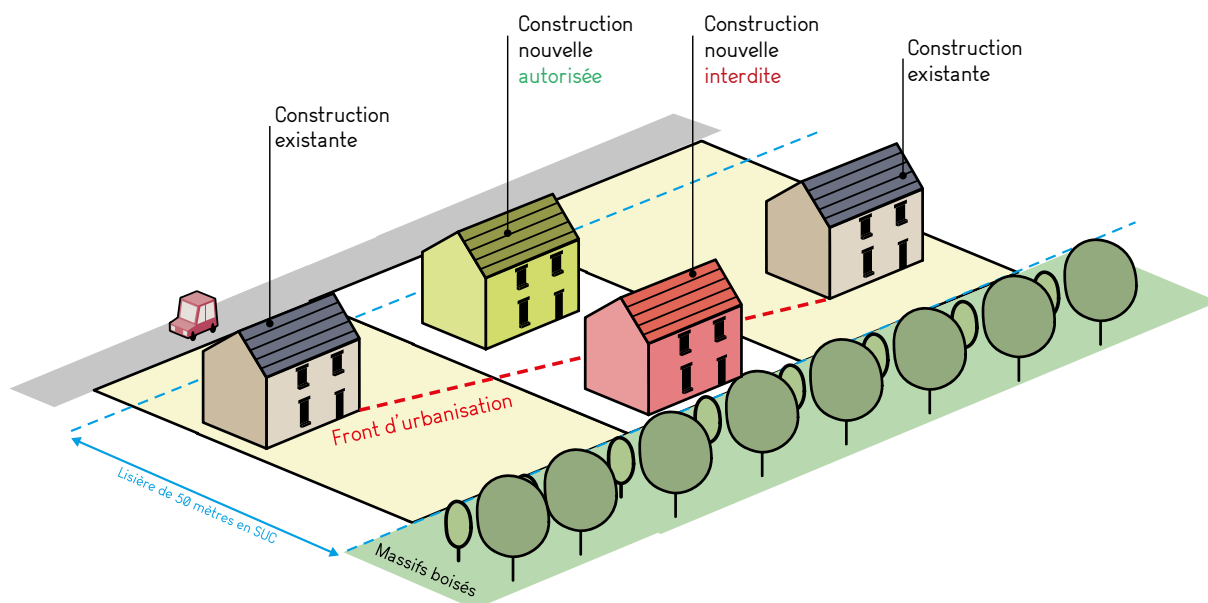 Construction
nouvelle
autorisée
Construction
nouvelle
interdite
Construction
existante
Construction
existante
Front d'urbanisation
Lisière de 50 mètres en SUC
Massifs boisés